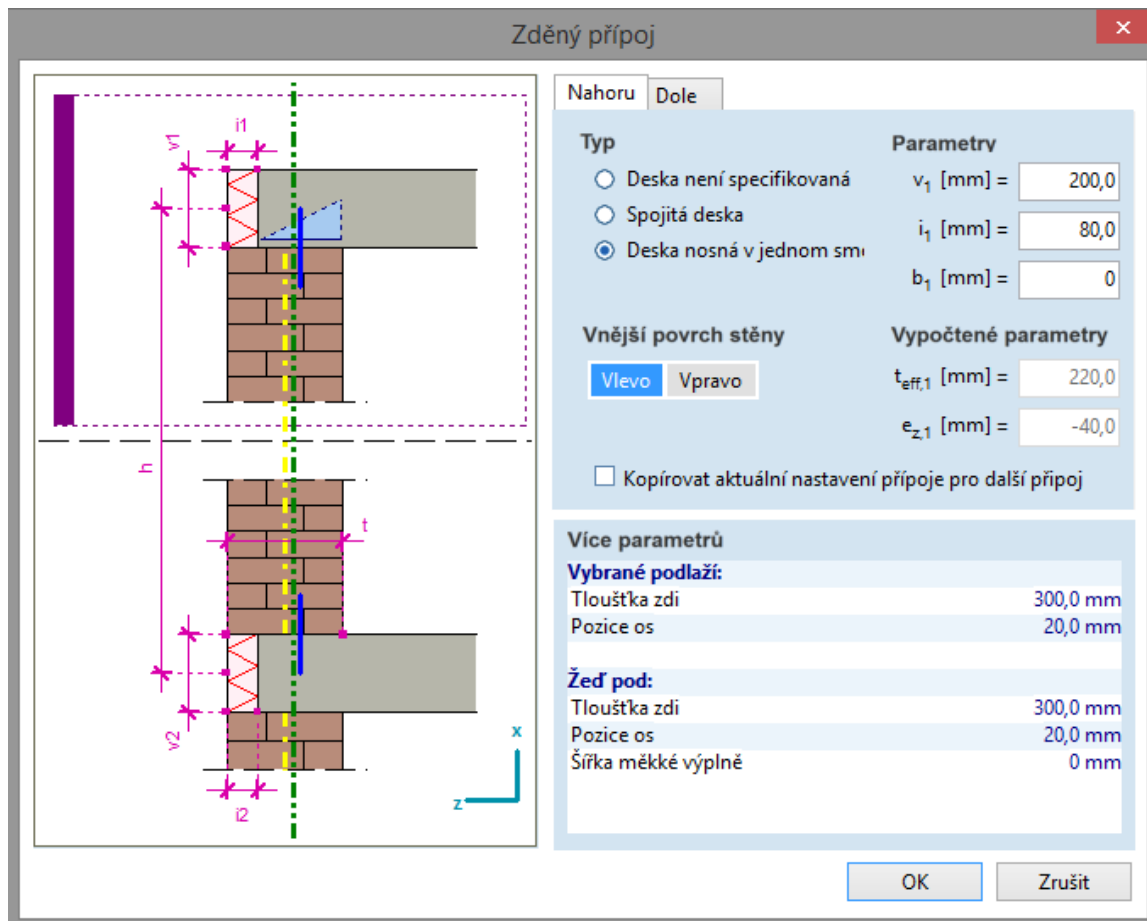 Zděný přípoj
i1
v1
h
t
v2
i2
x
z
Nahoru
Dole
Typ
Deska není specifikovaná
Spojitá deska
Deska nosná v jednom smě
Parametry
v1 [mm] = 200,0
i1 [mm] = 80,0
b1 [mm] = 0
Vnější povrch stěny
Vlevo Vpravo
Vypočtené parametry
teff,1 [mm] = 220,0
ez,1 [mm] = -40,0
Kopírovat aktuální nastavení přípoje pro další připoj
Více parametrů
Vybrané podlaží:
Tloušťka zdi 300,0 mm
Pozice os 20,0 mm
Žeď pod:
Tloušťka zdi 300,0 mm
Pozice os 20,0 mm
Šířka měkké výplně 0 mm
OK
Zrušit